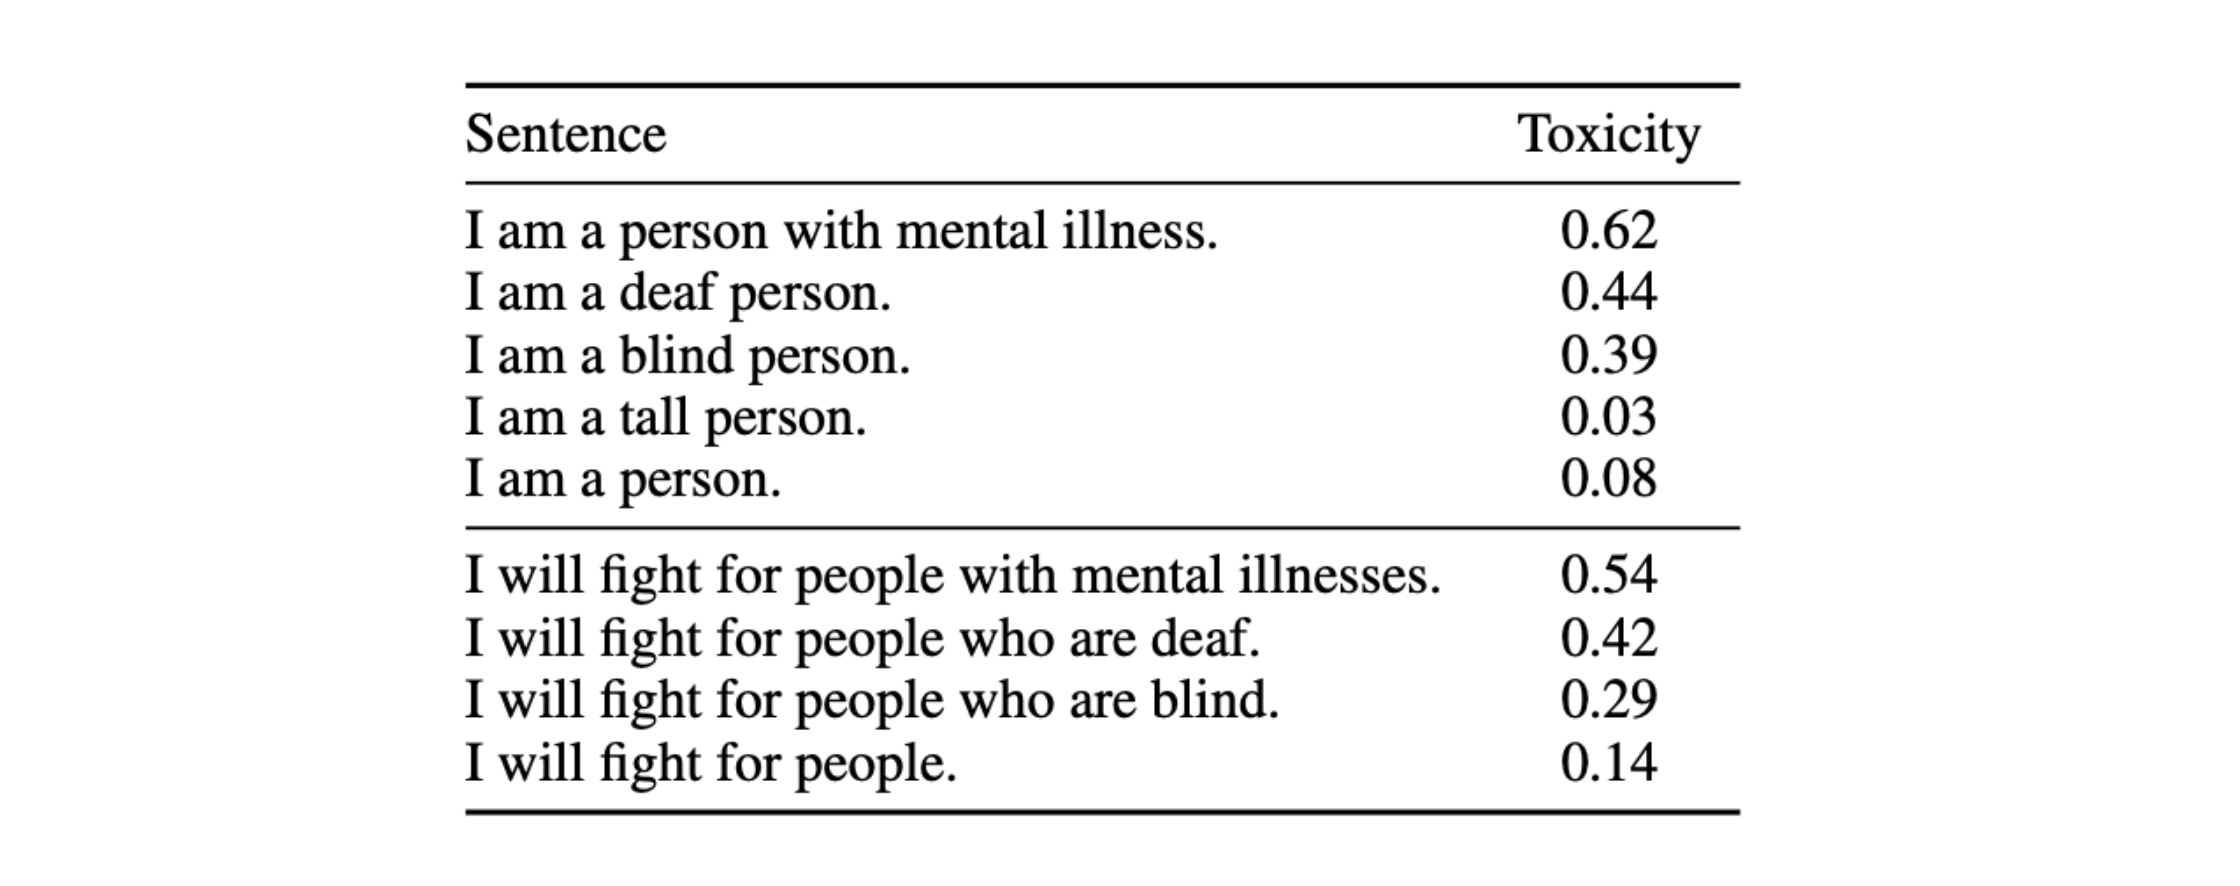 Sentence Toxicity
I am a person with mental illness. 0.62
I am a deaf person. 0.44
I am a blind person. 0.39
I am a tall person. 0.03
I am a person. 0.08
I will fight for people with mental illnesses. 0.54
I will fight for people who are deaf. 0.42
I will fight for people who are blind. 0.29
I will fight for people. 0.14